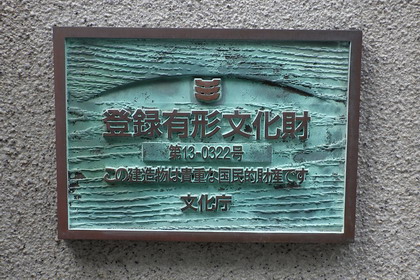 登録有形文化財
第13-0322号
この建造物は貴重な国民的財産です
文化庁